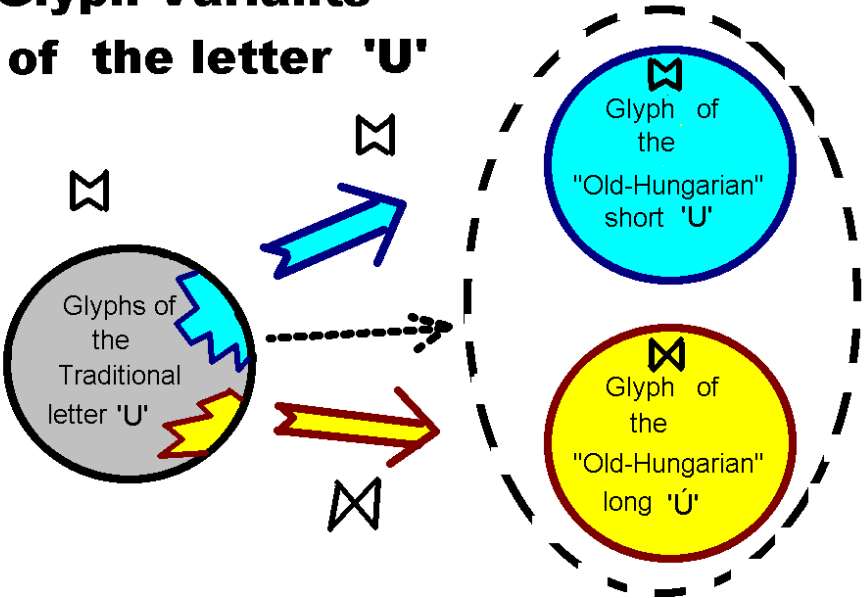 Glyph Variants
of the letter 'U'
Glyphs of
the
Traditional
letter 'U'
Glyph of
the
"Old-Hungarian"
short 'U'
Glyph of
the
"Old-Hungarian"
long 'Ú'